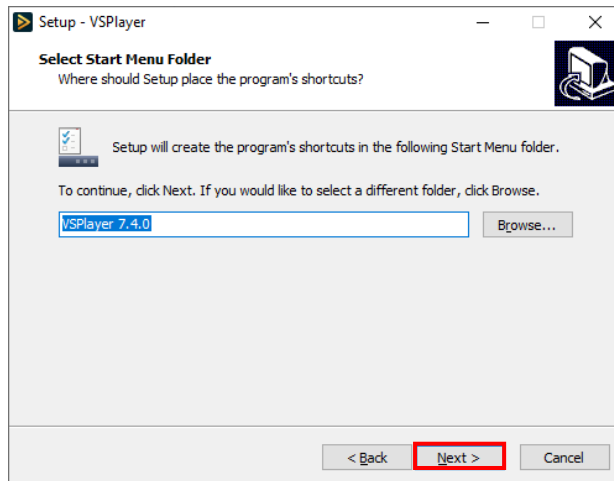 Setup - VSPlayer
Select Start Menu Folder
Where should Setup place the program's shortcuts?
Setup will create the program's shortcuts in the following Start Menu folder.
To continue, click Next. If you would like to select a different folder, click Browse.
VSPlayer 7.4.0
Browse...
< Back
Next >
Cancel